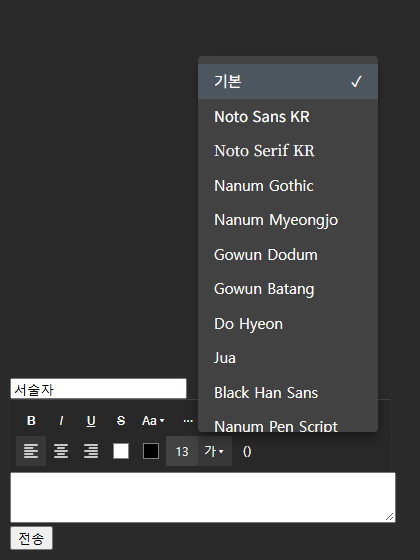 기본 ✓
Noto Sans KR
Noto Serif KR
Nanum Gothic
Nanum Myeongjo
Gowun Dodum
Gowun Batang
Do Hyeon
Jua
Black Han Sans
Nanum Pen Script
서술자
B I U S Aa ···
13 가 ()
전송